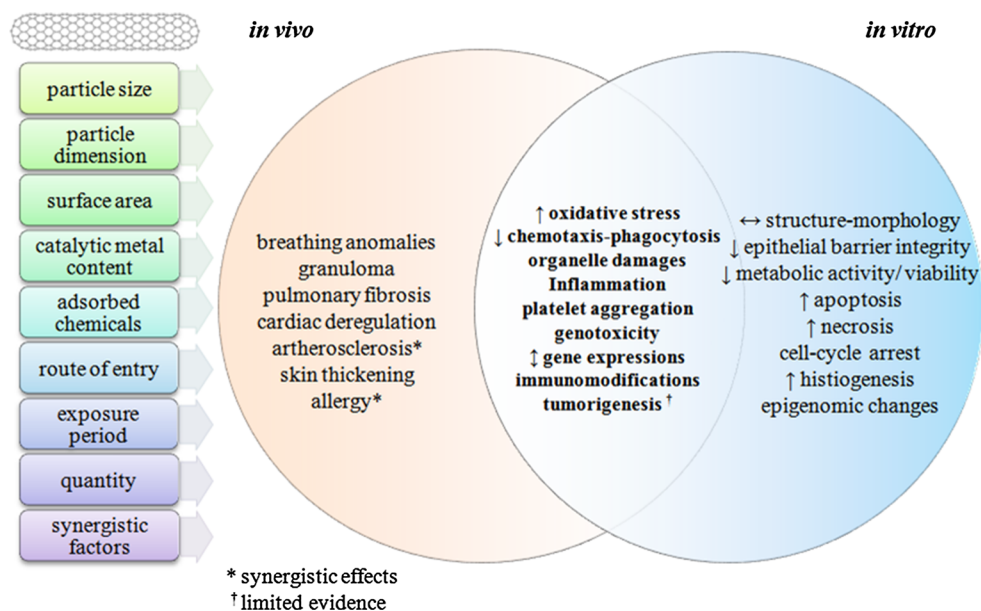 in vivo
in vitro
particle size
particle
dimension
surface area
catalytic metal
content
adsorbed
chemicals
route of entry
exposure
period
quantity
synergistic
factors
breathing anomalies
granuloma
pulmonary fibrosis
cardiac deregulation
artherosclerosis*
skin thickening
allergy*
↑ oxidative stress
↓ chemotaxis-phagocytosis
organelle damages
Inflammation
platelet aggregation
genotoxicity
↕ gene expressions
immunomodifications
tumorigenesis †
↔ structure-morphology
↓ epithelial barrier integrity
↓ metabolic activity/ viability
↑ apoptosis
↑ necrosis
cell-cycle arrest
↑ histiogenesis
epigenomic changes
* synergistic effects
† limited evidence